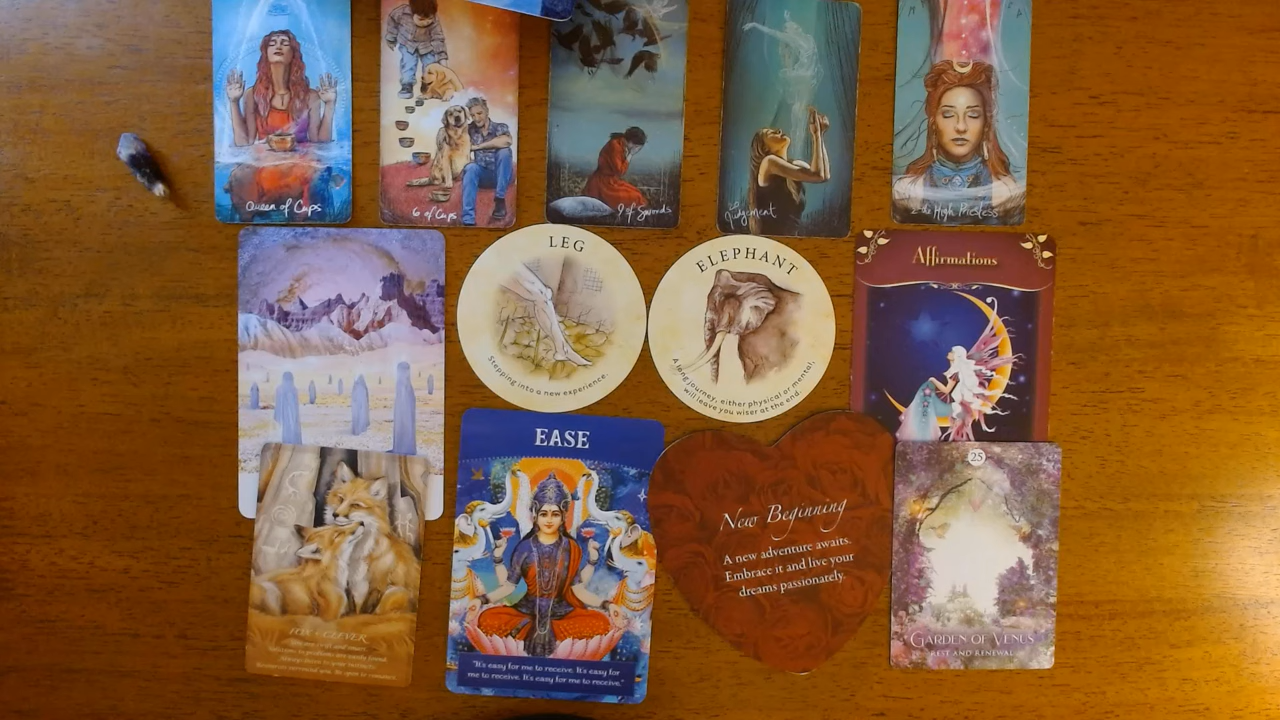 Queen of Cups
6 of Cups
9 of Swords
20
Judgement
2 the High Priestess
LEG
Stepping into a new experience.
ELEPHANT
A long journey, either physical or mental,
will leave you wiser at the end.
Affirmations
FOX • CLEVER
EASE
"It's easy for me to receive. It's easy for
me to receive. It's easy for me to receive."
New Beginning
A new adventure awaits.
Embrace it and live your
dreams passionately.
25
GARDEN OF VENUS
REST AND RENEWAL